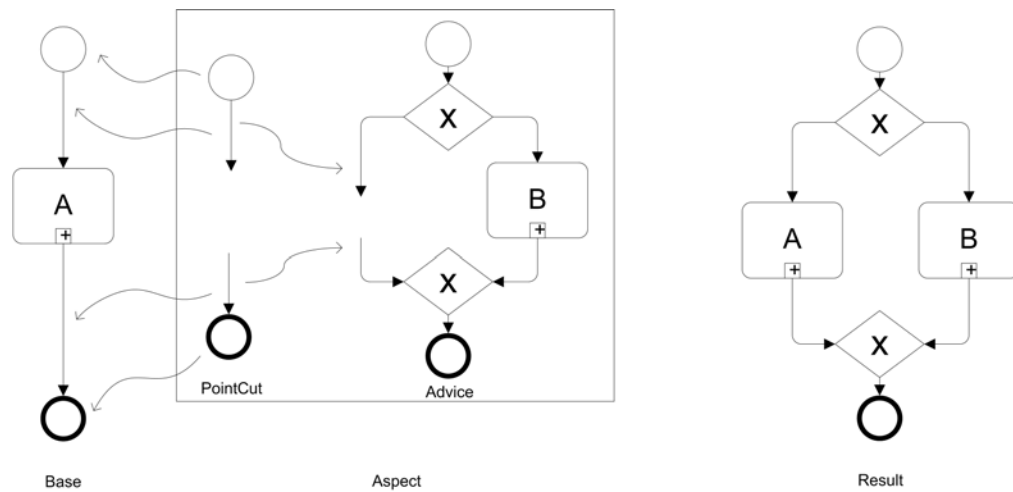 X
X
A
B
A
B
X
X
PointCut
Advice
Base
Aspect
Result